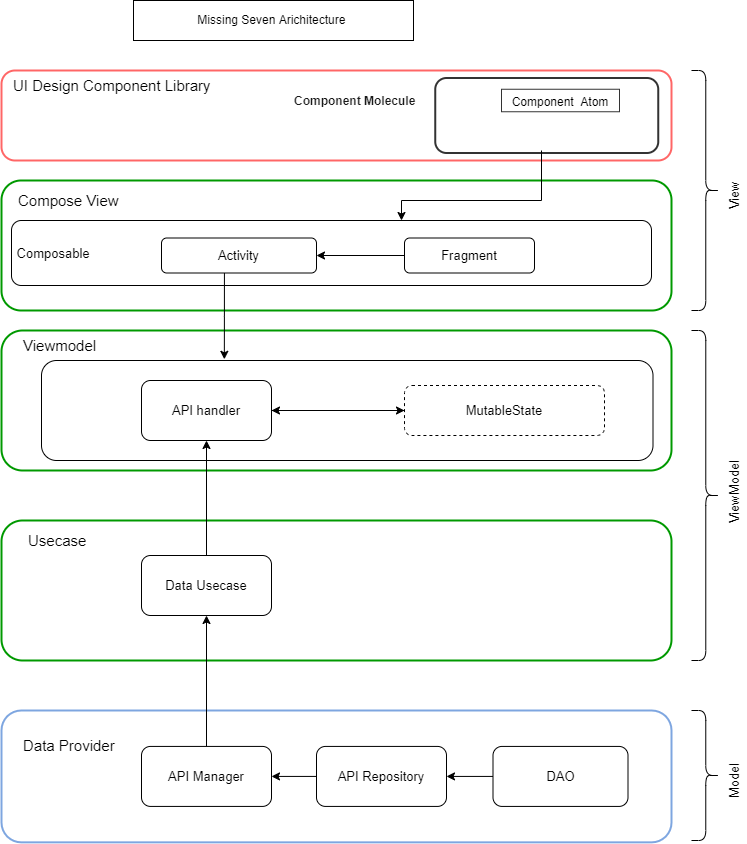 Missing Seven Arichitecture
UI Design Component Library
Component Molecule
Component Atom
View
Compose View
Composable
Activity
Fragment
Viewmodel
API handler
MutableState
ViewModel
Usecase
Data Usecase
Data Provider
API Manager
API Repository
DAO
Model